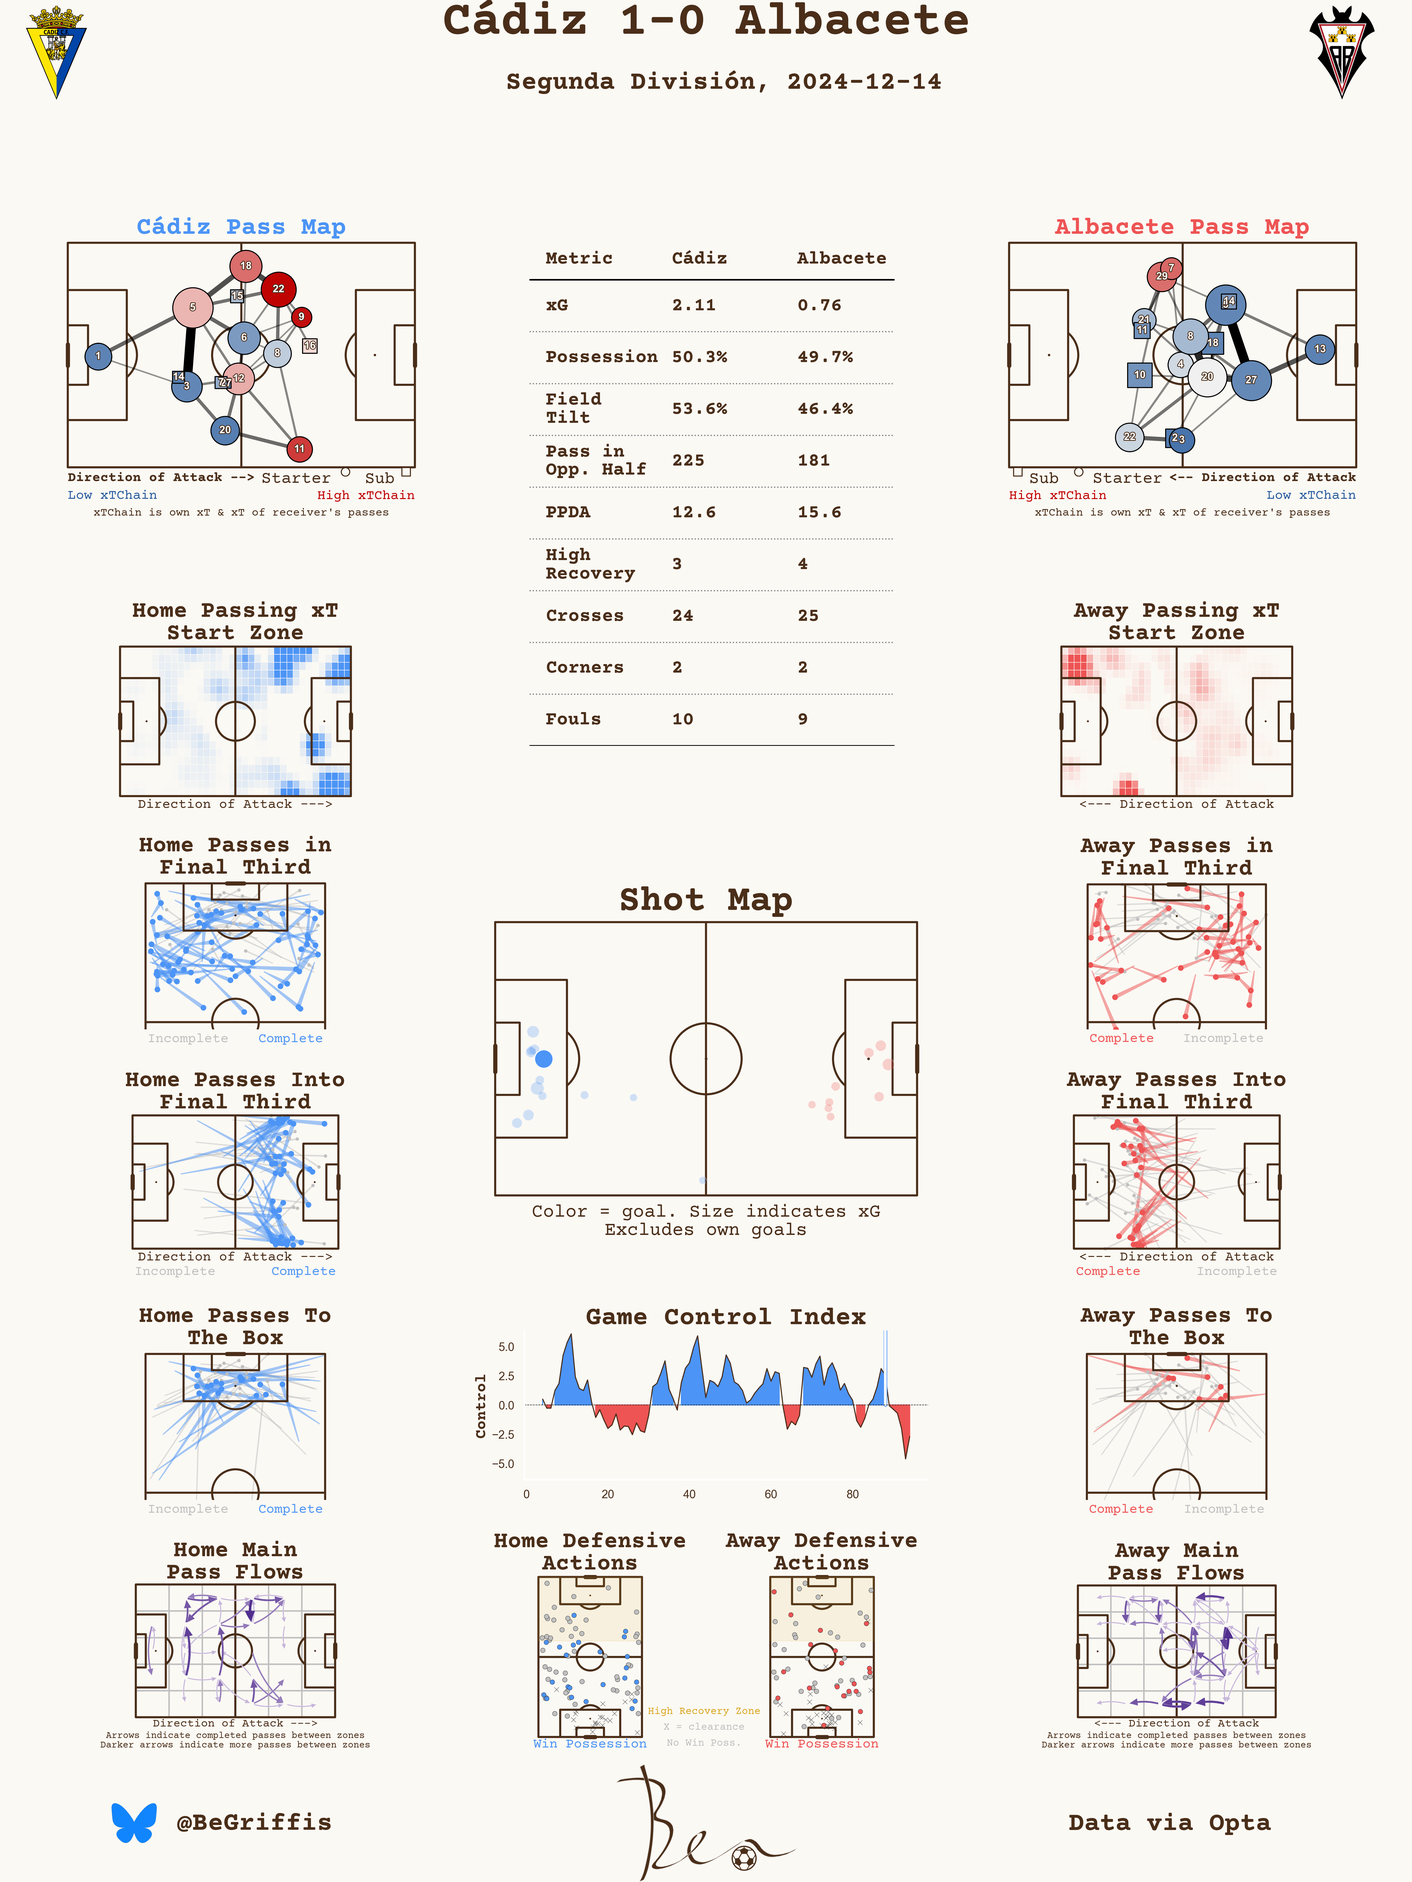 Cádiz 1-0 Albacete
Segunda División, 2024-12-14
CADIZ C.F.
Cádiz Pass Map
18
22
15
5
9
6
16
8
1
14
3
12
27
20
11
Direction of Attack --> Starter Sub
Low xTChain High xTChain
xTChain is own xT & xT of receiver's passes
Metric Cádiz Albacete
xG 2.11 0.76
Possession 50.3% 49.7%
Field
Tilt 53.6% 46.4%
Pass in
Opp. Half 225 181
PPDA 12.6 15.6
High
Recovery 3 4
Crosses 24 25
Corners 2 2
Fouls 10 9
Albacete Pass Map
7
29
14
21
11
8
18
13
4
10
20
27
22
2
3
Sub Starter <-- Direction of Attack
High xTChain Low xTChain
xTChain is own xT & xT of receiver's passes
Home Passing xT
Start Zone
Direction of Attack --->
Away Passing xT
Start Zone
<--- Direction of Attack
Home Passes in
Final Third
Incomplete Complete
Away Passes in
Final Third
Complete Incomplete
Shot Map
Color = goal. Size indicates xG
Excludes own goals
Home Passes Into
Final Third
Direction of Attack --->
Incomplete Complete
Away Passes Into
Final Third
<--- Direction of Attack
Complete Incomplete
Home Passes To
The Box
Incomplete Complete
Game Control Index
Control
5.0
2.5
0.0
−2.5
−5.0
0 20 40 60 80
Away Passes To
The Box
Complete Incomplete
Home Main
Pass Flows
Direction of Attack --->
Arrows indicate completed passes between zones
Darker arrows indicate more passes between zones
Home Defensive
Actions
Win Possession
Away Defensive
Actions
Win Possession
High Recovery Zone
X = clearance
No Win Poss.
Away Main
Pass Flows
<--- Direction of Attack
Arrows indicate completed passes between zones
Darker arrows indicate more passes between zones
@BeGriffis
Ben
Data via Opta